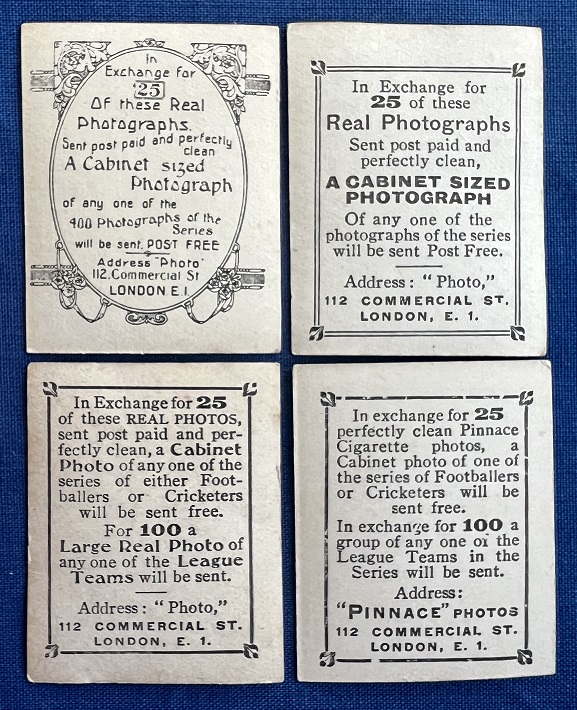 In
Exchange for
25
Of these Real
Photographs.
Sent post paid and perfectly
clean
A Cabinet sized
Photograph
of any one of the
400 Photographs of the
Series
will be sent. POST FREE
Address "Photo"
112. Commercial St
LONDON E.1.
In Exchange for
25 of these
Real Photographs
Sent post paid and
perfectly clean,
A CABINET SIZED
PHOTOGRAPH
Of any one of the
photographs of the series
will be sent Post Free.
Address: "Photo,"
112 COMMERCIAL ST.
LONDON, E. 1.
In Exchange for 25
of these REAL PHOTOS,
sent post paid and per-
fectly clean, a Cabinet
Photo of any one of the
series of either Foot-
ballers or Cricketers
will be sent free.
For 100 a
Large Real Photo of
any one of the League
Teams will be sent.
Address: "Photo,"
112 COMMERCIAL ST.
LONDON, E. 1.
In exchange for 25
perfectly clean Pinnace
Cigarette photos, a
Cabinet photo of one of
the series of Footballers
or Cricketers will be
sent free.
In exchange for 100 a
group of any one of the
League Teams in the
Series will be sent.
Address:
"PINNACE" PHOTOS
112 COMMERCIAL ST.
LONDON, E. 1.